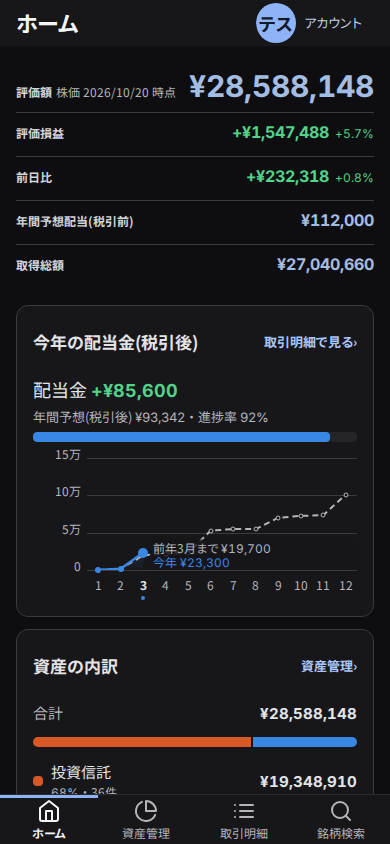 ホーム
テス アカウント
評価額 株価 2026/10/20 時点 ¥28,588,148
評価損益 +¥1,547,488 +5.7%
前日比 +¥232,318 +0.8%
年間予想配当(税引前) ¥112,000
取得総額 ¥27,040,660
今年の配当金(税引後) 取引明細で見る›
配当金 +¥85,600
年間予想(税引後) ¥93,342・進捗率 92%
15万
10万
5万
前年3月まで ¥19,700
今年 ¥23,300
0
1 2 3 4 5 6 7 8 9 10 11 12
資産の内訳 資産管理›
合計 ¥28,588,148
投資信託 ¥19,348,910
68%・36件
ホーム 資産管理 取引明細 銘柄検索